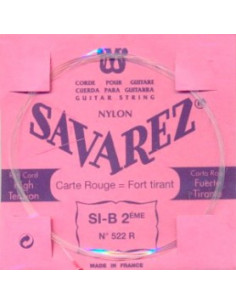 CORDE POUR GUITARE
CUERDA PARA GUITARRA
GUITAR STRING
NYLON
SAVAREZ
Red Card
High
Tension
Carta Roja
Fuerte
Tirante
Carte Rouge = Fort tirant
SI-B 2ÈME
N° 522 R
MADE IN FRANCE